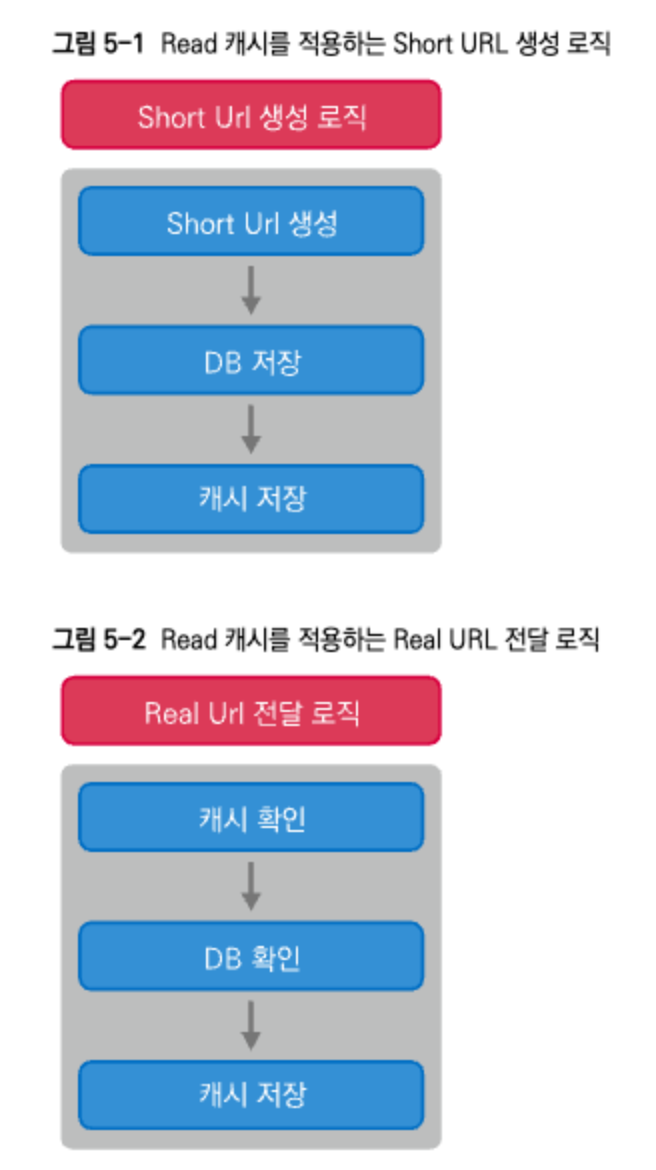 그림 5-1 Read 캐시를 적용하는 Short URL 생성 로직
Short Url 생성 로직
Short Url 생성
DB 저장
캐시 저장
그림 5-2 Read 캐시를 적용하는 Real URL 전달 로직
Real Url 전달 로직
캐시 확인
DB 확인
캐시 저장